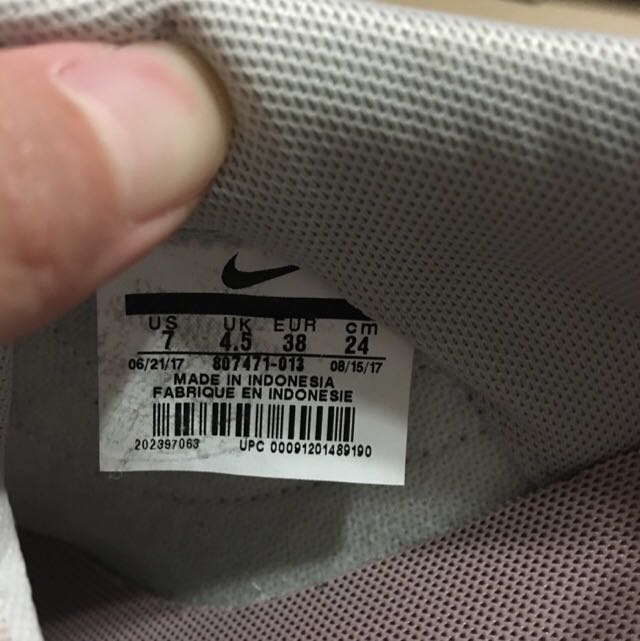 US UK EUR cm
7 4.5 38 24
06/21/17 807471-013 08/15/17
MADE IN INDONESIA
FABRIQUE EN INDONESIE
202397063 UPC 00091201489190